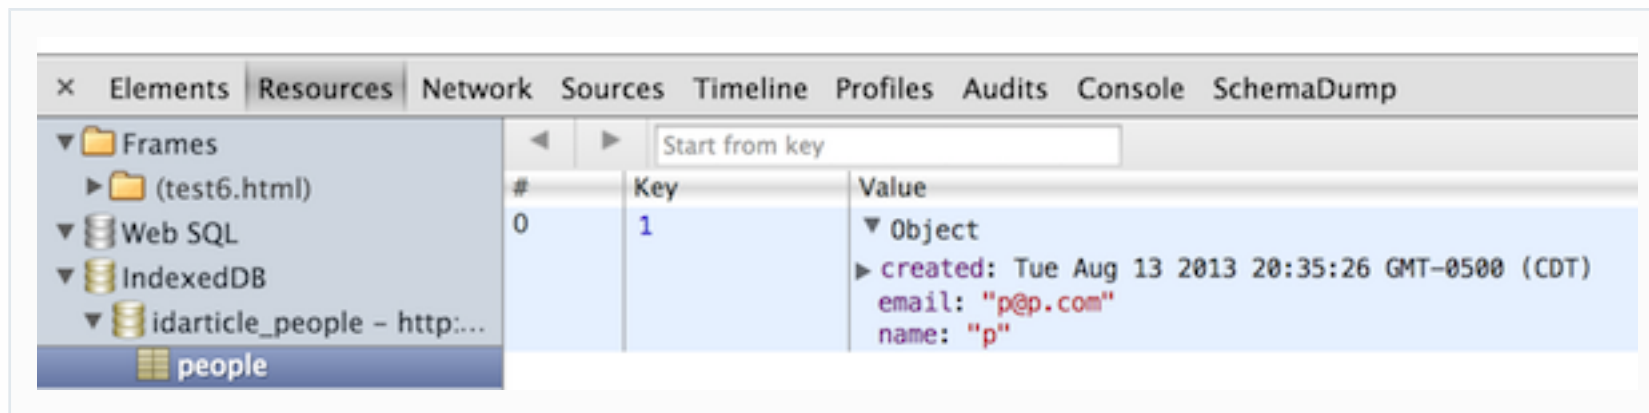 × Elements Resources Network Sources Timeline Profiles Audits Console SchemaDump
Frames
(test6.html)
Web SQL
IndexedDB
idarticle_people – http:...
people
Start from key
# Key Value
0 1 Object
created: Tue Aug 13 2013 20:35:26 GMT-0500 (CDT)
email: "p@p.com"
name: "p"